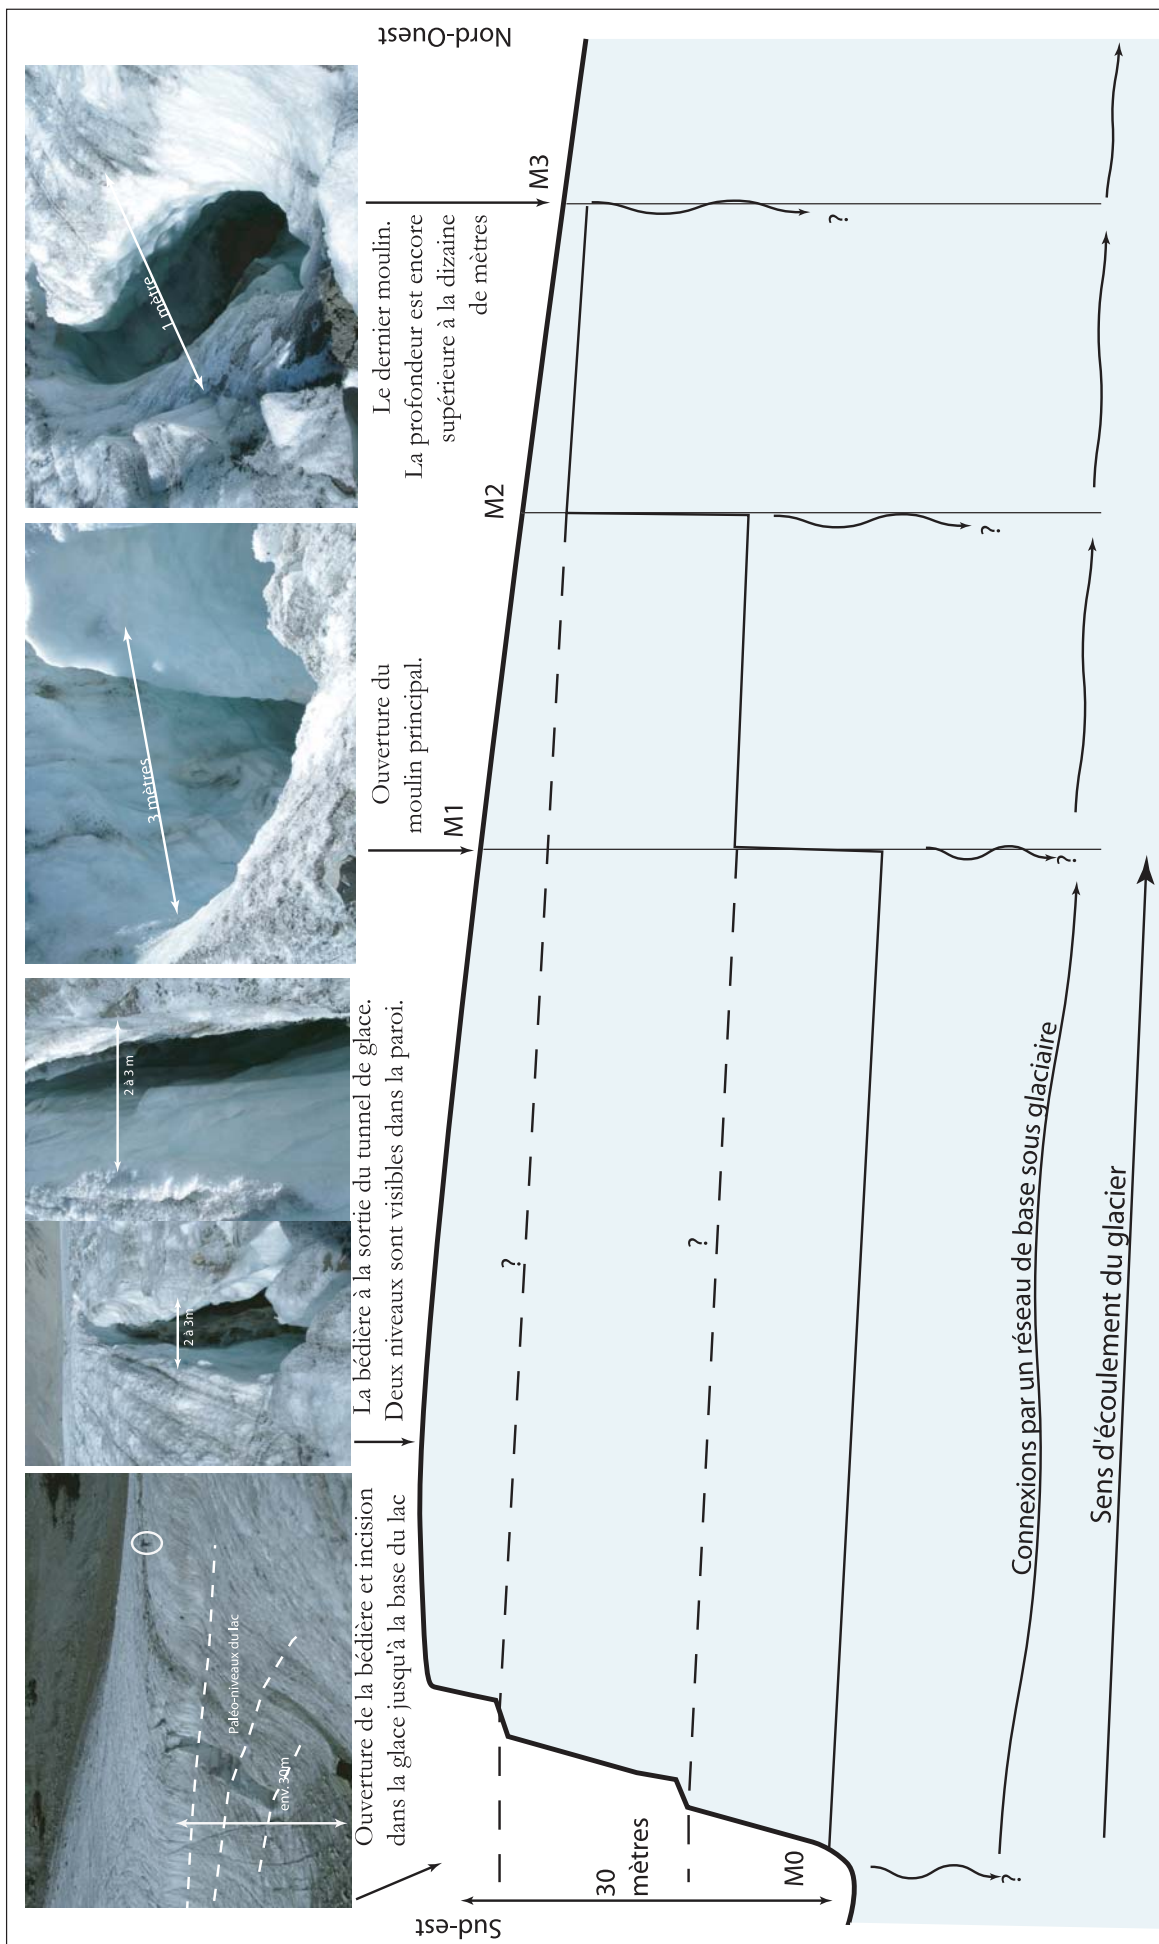 Sud-est
Nord-Ouest
env. 30m
Paléo-niveaux du lac
2 à 3m
2 à 3 m
3 mètres
1 mètre
Ouverture de la bédière et incision
dans la glace jusqu'à la base du lac
La bédière à la sortie du tunnel de glace.
Deux niveaux sont visibles dans la paroi.
Ouverture du
moulin principal.
Le dernier moulin.
La profondeur est encore
supérieure à la dizaine
de mètres
M1
M2
M3
30
mètres
M0
?
?
?
?
?
?
Connexions par un réseau de base sous glaciaire
Sens d'écoulement du glacier